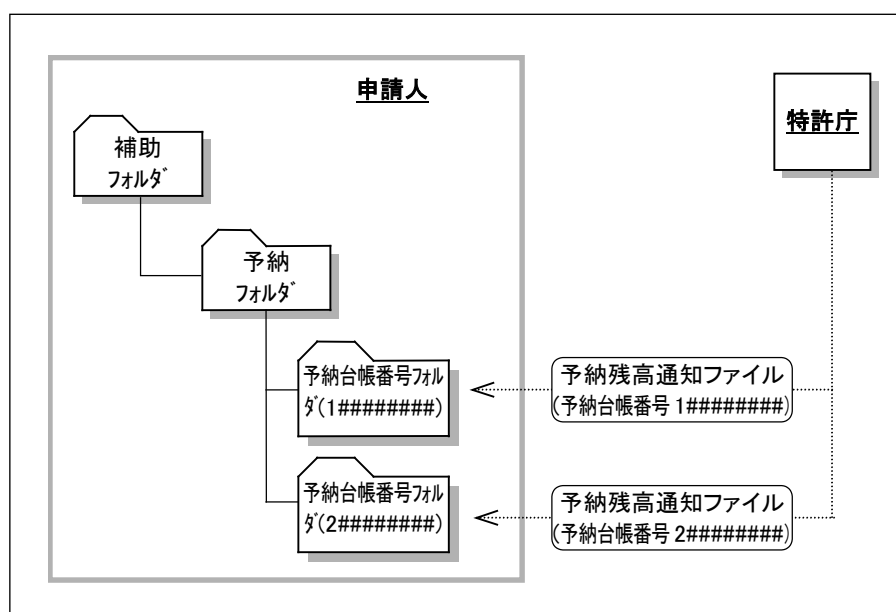 申請人
特許庁
補助
フォルダ
予納
フォルダ
予納台帳番号フォル
ダ(1########)
予納残高通知ファイル
(予納台帳番号 1########)
予納台帳番号フォル
ダ(2########)
予納残高通知ファイル
(予納台帳番号 2########)